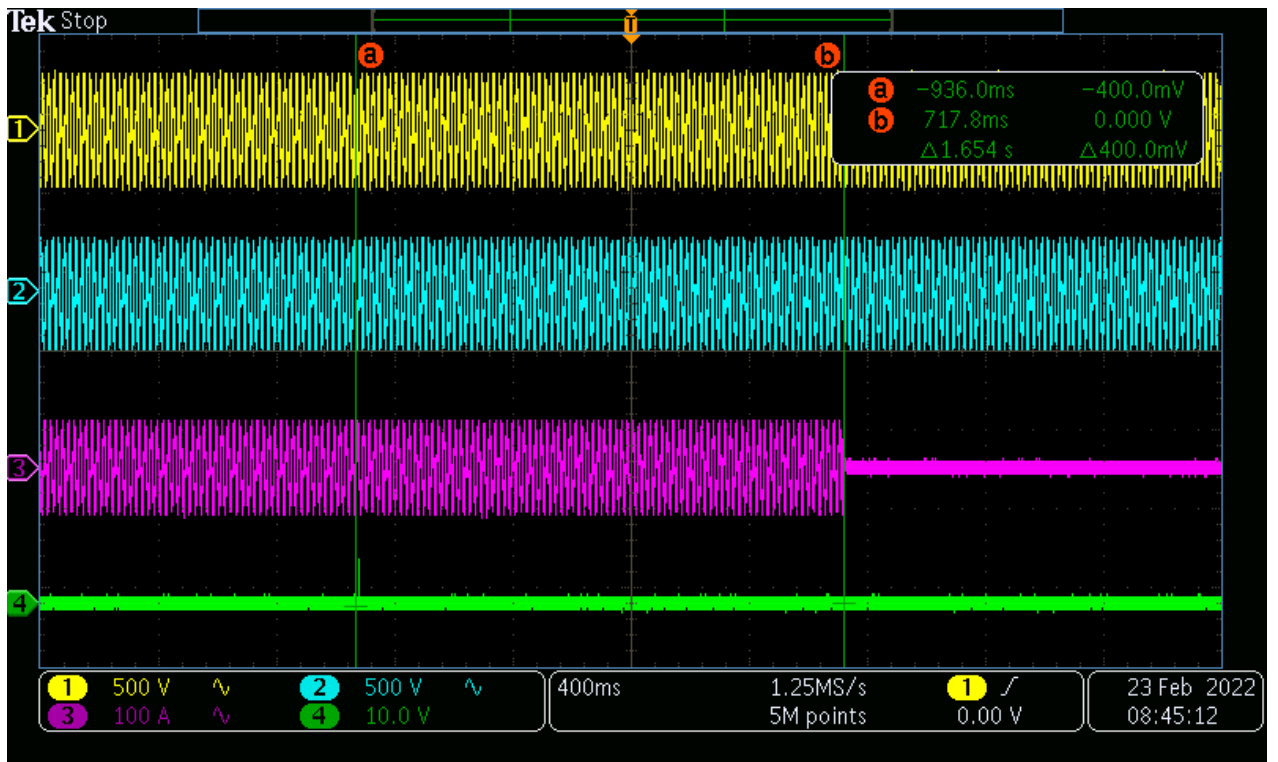 Tek Stop
T
a b
a -936.0ms -400.0mV
b 717.8ms 0.000 V
△1.654 s △400.0mV
1
2
3
4
1 500 V 2 500 V 400ms 1.25MS/s 1 23 Feb 2022
3 100 A 4 10.0 V 5M points 0.00 V 08:45:12